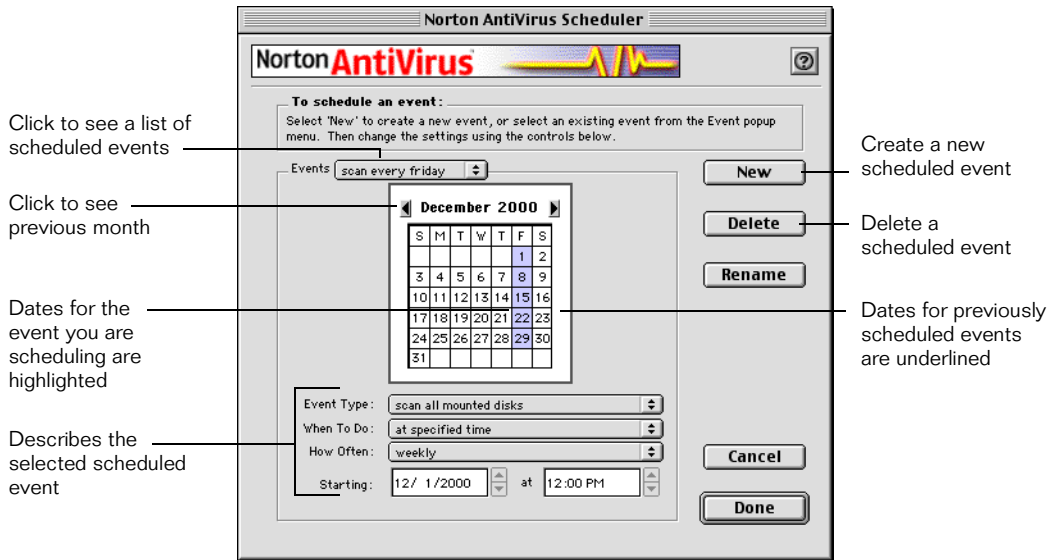 Norton AntiVirus Scheduler
Norton AntiVirus
?
To schedule an event:
Select 'New' to create a new event, or select an existing event from the Event popup
menu. Then change the settings using the controls below.
Click to see a list of
scheduled events
Events scan every friday
New
Create a new
scheduled event
Click to see
previous month
December 2000
Delete
Delete a
scheduled event
S M T W T F S
1 2
3 4 5 6 7 8 9
10 11 12 13 14 15 16
17 18 19 20 21 22 23
24 25 26 27 28 29 30
31
Rename
Dates for the
event you are
scheduling are
highlighted
Dates for previously
scheduled events
are underlined
Describes the
selected scheduled
event
Event Type: scan all mounted disks
When To Do: at specified time
How Often: weekly
Starting: 12/ 1/2000 at 12:00 PM
Cancel
Done